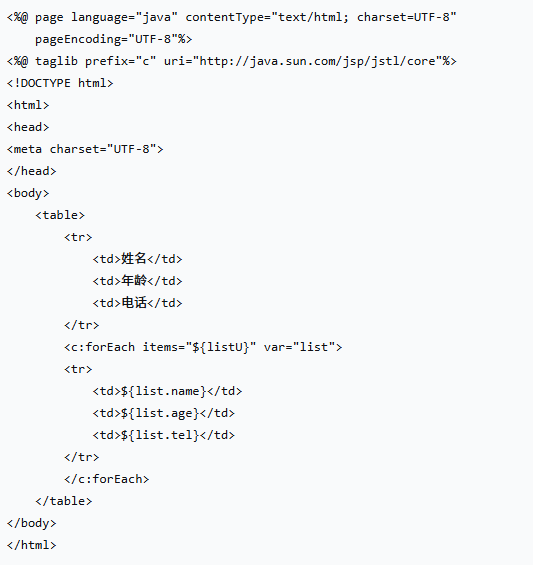 <%@ page language="java" contentType="text/html; charset=UTF-8"
    pageEncoding="UTF-8"%>
<%@ taglib prefix="c" uri="http://java.sun.com/jsp/jstl/core"%>
<!DOCTYPE html>
<html>
<head>
<meta charset="UTF-8">
</head>
<body>
    <table>
        <tr>
            <td>姓名</td>
            <td>年龄</td>
            <td>电话</td>
        </tr>
        <c:forEach items="${listU}" var="list">
        <tr>
            <td>${list.name}</td>
            <td>${list.age}</td>
            <td>${list.tel}</td>
        </tr>
        </c:forEach>
    </table>
</body>
</html>